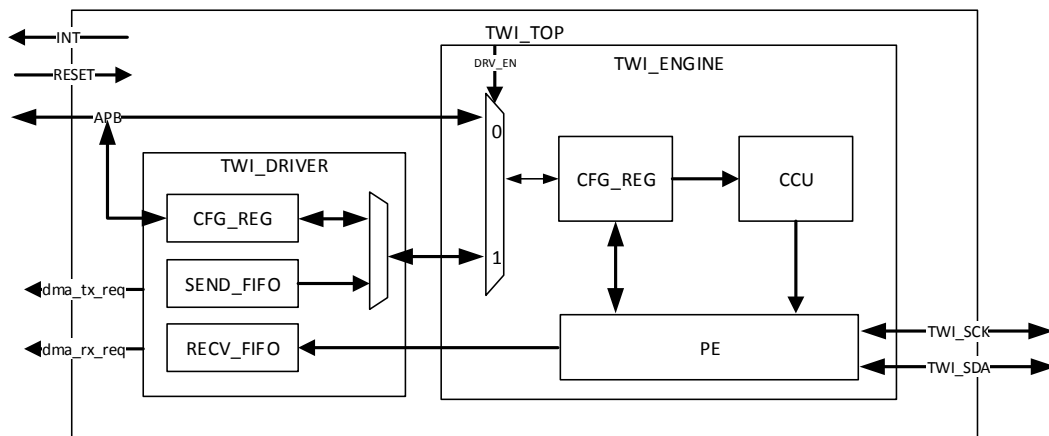 TWI_TOP
INT
DRV_EN
TWI_ENGINE
RESET
APB
0
TWI_DRIVER
CFG_REG
CCU
CFG_REG
1
SEND_FIFO
dma_tx_req
TWI_SCK
RECV_FIFO
PE
dma_rx_req
TWI_SDA